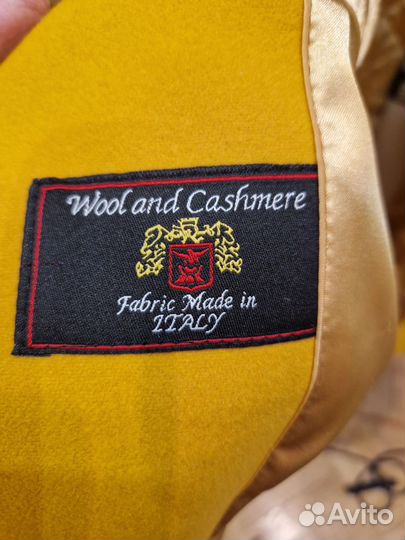 Wool and Cashmere
Fabric Made in
ITALY
Avito